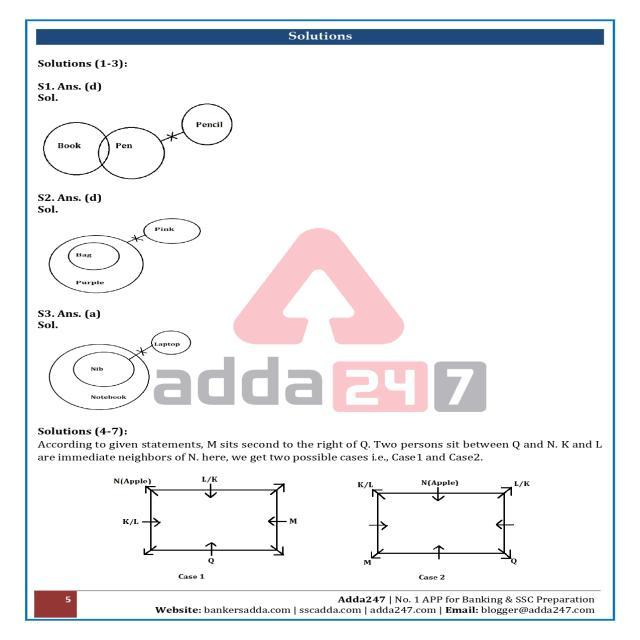 Solutions
Solutions (1-3):
S1. Ans. (d)
Sol.
Book
Pen
Pencil
S2. Ans. (d)
Sol.
Pink
Bag
Purple
S3. Ans. (a)
Sol.
Laptop
Nib
Notebook
adda 247
Solutions (4-7):
According to given statements, M sits second to the right of Q. Two persons sit between Q and N. K and L
are immediate neighbors of N. here, we get two possible cases i.e., Case1 and Case2.
N(Apple) L/K
K/L M
Q
Case 1
K/L N(Apple) L/K
M Q
Case 2
5
Adda247 | No. 1 APP for Banking & SSC Preparation
Website: bankersadda.com | sscadda.com | adda247.com | Email: blogger@adda247.com